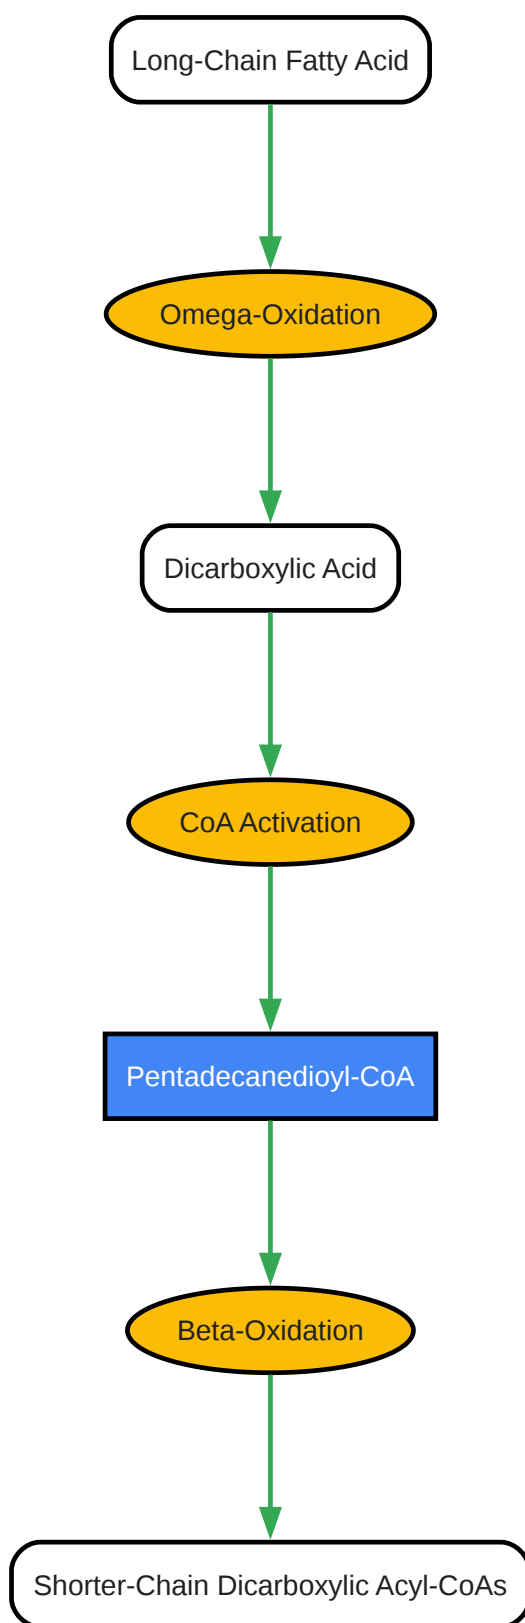 Long-Chain Fatty Acid
Omega-Oxidation
Dicarboxylic Acid
CoA Activation
Pentadecanedioyl-CoA
Beta-Oxidation
Shorter-Chain Dicarboxylic Acyl-CoAs